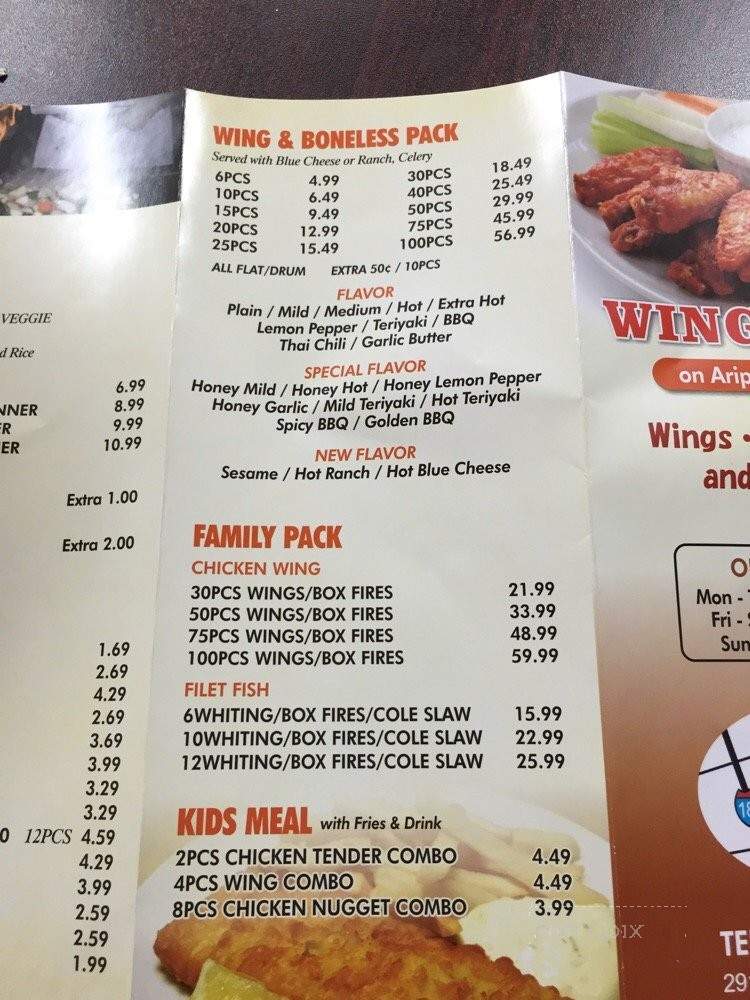 VEGGIE
d Rice
6.99
NNER 8.99
ER 9.99
ER 10.99
Extra 1.00
Extra 2.00
1.69
2.69
4.29
2.69
3.69
3.99
3.29
3.29
0 12PCS 4.59
4.29
3.99
2.59
2.59
1.99
WING & BONELESS PACK
Served with Blue Cheese or Ranch, Celery
6PCS 4.99 30PCS 18.49
10PCS 6.49 40PCS 25.49
15PCS 9.49 50PCS 29.99
20PCS 12.99 75PCS 45.99
25PCS 15.49 100PCS 56.99
ALL FLAT/DRUM EXTRA 50¢ / 10PCS
FLAVOR
Plain / Mild / Medium / Hot / Extra Hot
Lemon Pepper / Teriyaki / BBQ
Thai Chili / Garlic Butter
SPECIAL FLAVOR
Honey Mild / Honey Hot / Honey Lemon Pepper
Honey Garlic / Mild Teriyaki / Hot Teriyaki
Spicy BBQ / Golden BBQ
NEW FLAVOR
Sesame / Hot Ranch / Hot Blue Cheese
FAMILY PACK
CHICKEN WING
30PCS WINGS/BOX FIRES 21.99
50PCS WINGS/BOX FIRES 33.99
75PCS WINGS/BOX FIRES 48.99
100PCS WINGS/BOX FIRES 59.99
FILET FISH
6WHITING/BOX FIRES/COLE SLAW 15.99
10WHITING/BOX FIRES/COLE SLAW 22.99
12WHITING/BOX FIRES/COLE SLAW 25.99
KIDS MEAL with Fries & Drink
2PCS CHICKEN TENDER COMBO 4.49
4PCS WING COMBO 4.49
8PCS CHICKEN NUGGET COMBO 3.99
WING
on Arip
Wings •
and
O
Mon -
Fri -
Sun
18
TE
29